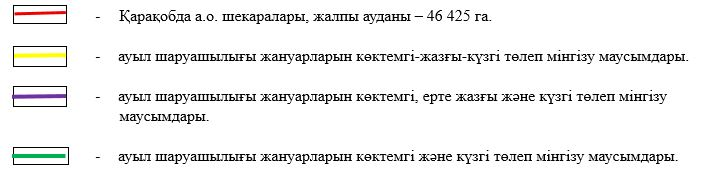 - Қарақобда а.о. шекаралары, жалпы ауданы – 46 425 га.
- ауыл шаруашылығы жануарларын көктемгі-жазғы-күзгі төлеп мінгізу маусымдары.
- ауыл шаруашылығы жануарларын көктемгі, ерте жазғы және күзгі төлеп мінгізу
маусымдары.
- ауыл шаруашылығы жануарларын көктемгі және күзгі төлеп мінгізу маусымдары.